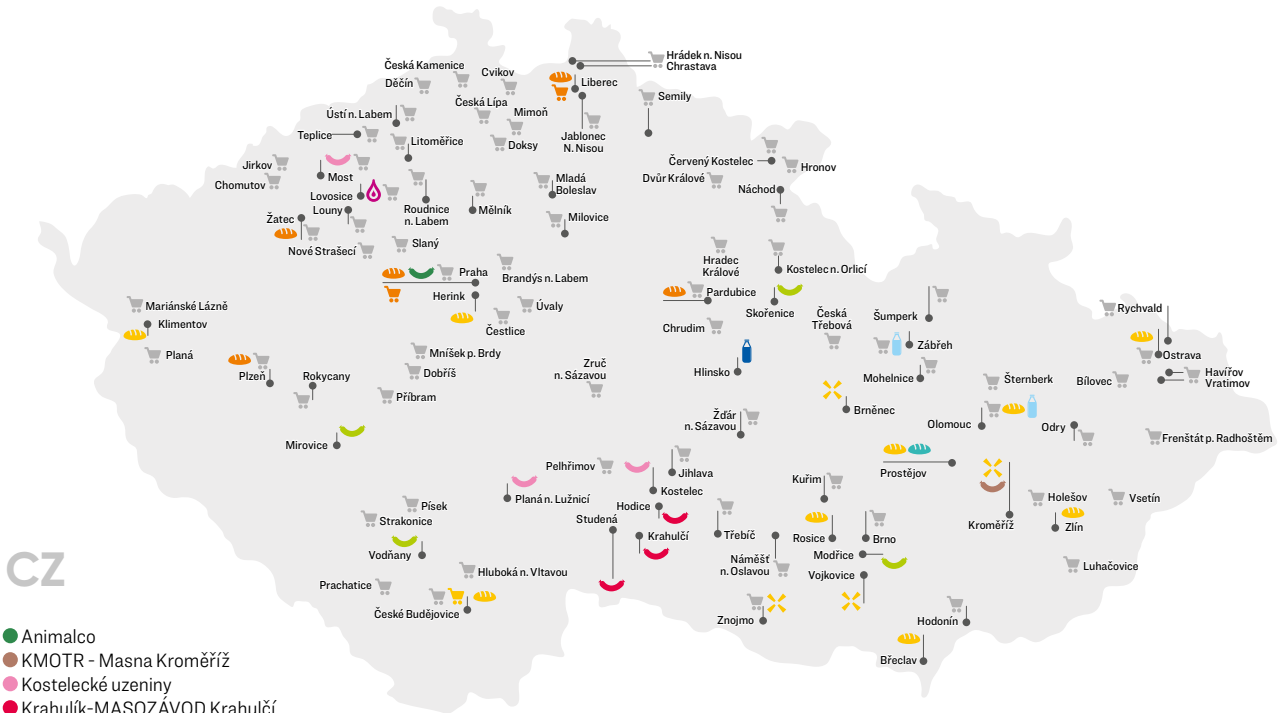 Hrádek n. Nisou
Chrastava
Česká Kamenice
Děčín
Cvikov
Liberec
Semily
Česká Lípa
Mimoň
Ústí n. Labem
Teplice
Litoměřice
Doksy
Jablonec
N. Nisou
Červený Kostelec
Hronov
Jirkov
Chomutov
Most
Dvůr Králové
Náchod
Lovosice
Louny
Roudnice
n. Labem
Mělník
Mladá
Boleslav
Milovice
Žatec
Nové Strašecí
Slaný
Hradec
Králové
Kostelec n. Orlicí
Praha
Brandýs n. Labem
Herink
Úvaly
Čestlice
Pardubice
Skořenice
Chrudim
Česká
Třebová
Šumperk
Rychvald
Mariánské Lázně
Klimentov
Planá
Plzeň
Rokycany
Mníšek p. Brdy
Dobříš
Příbram
Zruč
n. Sázavou
Hlinsko
Zábřeh
Mohelnice
Šternberk
Bílovec
Ostrava
Havířov
Vratimov
Brněnec
Žďár
n. Sázavou
Olomouc
Odry
Frenštát p. Radhoštěm
Mirovice
Pelhřimov
Jihlava
Kostelec
Prostějov
Kuřim
Planá n. Lužnicí
Hodice
Studená
Krahulčí
Třebíč
Rosice
Brno
Kroměříž
Holešov
Vsetín
Zlín
Písek
Strakonice
Vodňany
Náměšť
n. Oslavou
Modřice
Vojkovice
Luhačovice
Prachatice
Hluboká n. Vltavou
České Budějovice
Znojmo
Hodonín
Břeclav
CZ
Animalco
KMOTR - Masna Kroměříž
Kostelecké uzeniny
Krahulík-MASOZÁVOD Krahulčí